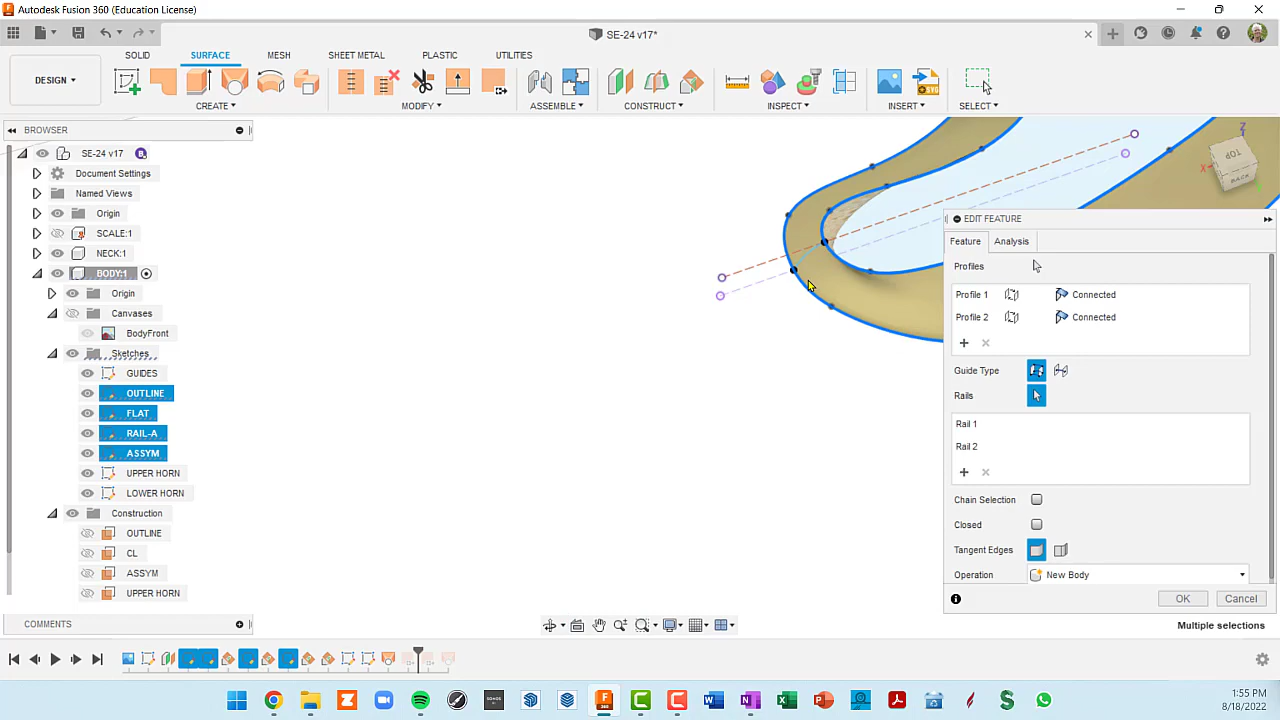 Autodesk Fusion 360 (Education License)
SE-24 v17*
DESIGN
SOLID SURFACE MESH SHEET METAL PLASTIC UTILITIES
CREATE MODIFY ASSEMBLE CONSTRUCT INSPECT INSERT SELECT
BROWSER
SE-24 v17
Document Settings
Named Views
Origin
SCALE:1
NECK:1
BODY:1
Origin
Canvases
BodyFront
Sketches
GUIDES
OUTLINE
FLAT
RAIL-A
ASSYM
UPPER HORN
LOWER HORN
Construction
OUTLINE
CL
ASSYM
UPPER HORN
COMMENTS
Z
X
TOP
BACK
EDIT FEATURE
Feature Analysis
Profiles
Profile 1 Connected
Profile 2 Connected
Guide Type
Rails
Rail 1
Rail 2
Chain Selection
Closed
Tangent Edges
Operation New Body
OK Cancel
Multiple selections
1:55 PM
8/18/2022